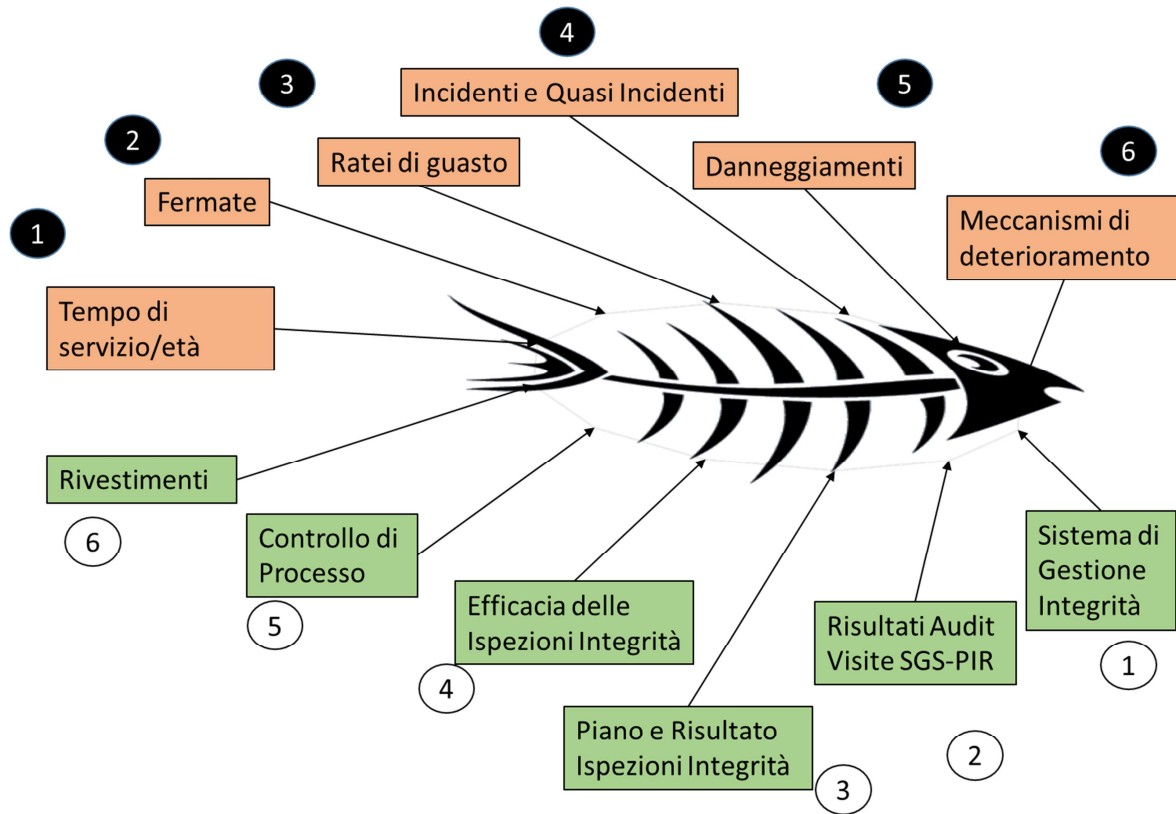 4
3
5
Incidenti e Quasi Incidenti
2
6
Ratei di guasto
Danneggiamenti
Fermate
1
Meccanismi di
deterioramento
Tempo di
servizio/età
Rivestimenti
6
Controllo di
Processo
5
Efficacia delle
Ispezioni Integrità
4
Piano e Risultato
Ispezioni Integrità
3
Risultati Audit
Visite SGS-PIR
2
Sistema di
Gestione
Integrità
1